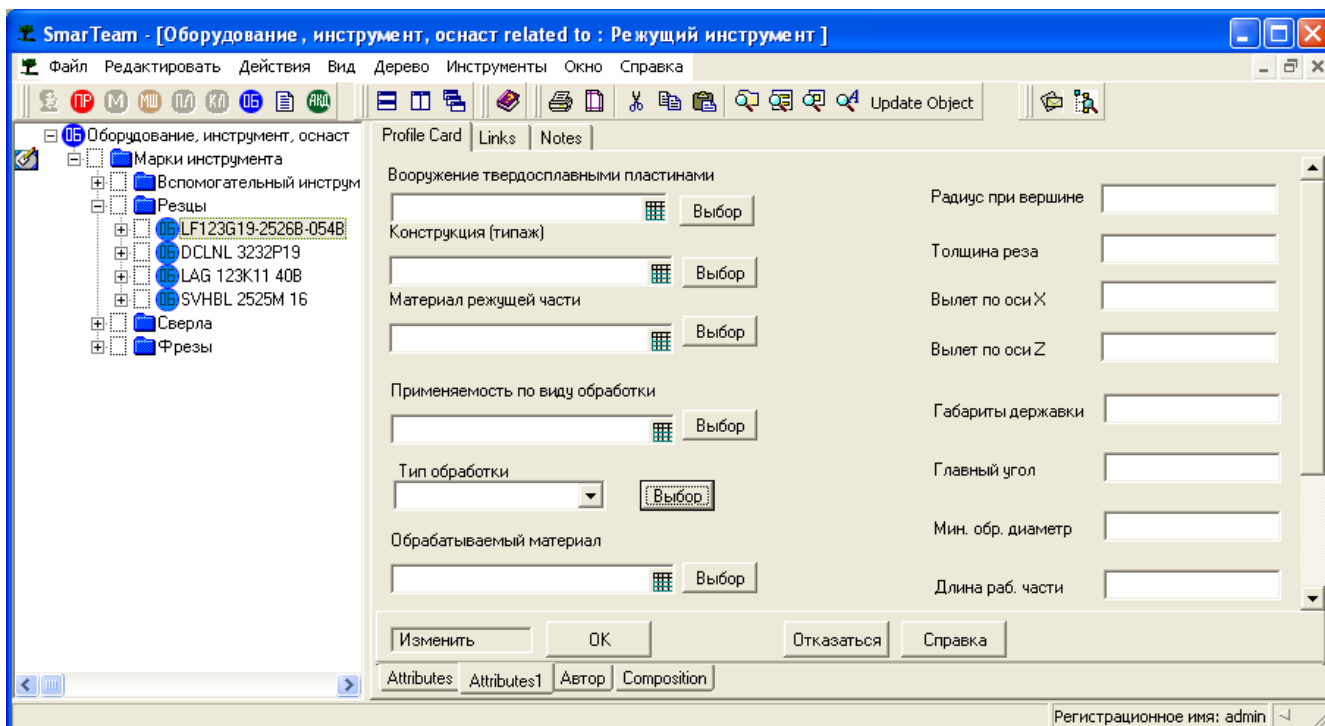 SmarTeam - [Оборудование , инструмент, оснаст related to : Режущий инструмент ]
Файл Редактировать Действия Вид Дерево Инструменты Окно Справка
ПР М МШ ПЛ КЛ ОБ АКД Update Object
ОБ Оборудование, инструмент, оснаст
Марки инструмента
Вспомогательный инструм
Резцы
ОБ LF123G19-2526B-054B
ОБ DCLNL 3232P19
ОБ LAG 123K11 40B
ОБ SVHBL 2525M 16
Сверла
Фрезы
Profile Card Links Notes
Вооружение твердосплавными пластинами
Выбор
Конструкция (типаж)
Выбор
Материал режущей части
Выбор
Применяемость по виду обработки
Выбор
Тип обработки
Выбор
Обрабатываемый материал
Выбор
Радиус при вершине
Толщина реза
Вылет по оси X
Вылет по оси Z
Габариты державки
Главный угол
Мин. обр. диаметр
Длина раб. части
Изменить OK Отказаться Справка
Attributes Attributes1 Автор Composition
Регистрационное имя: admin